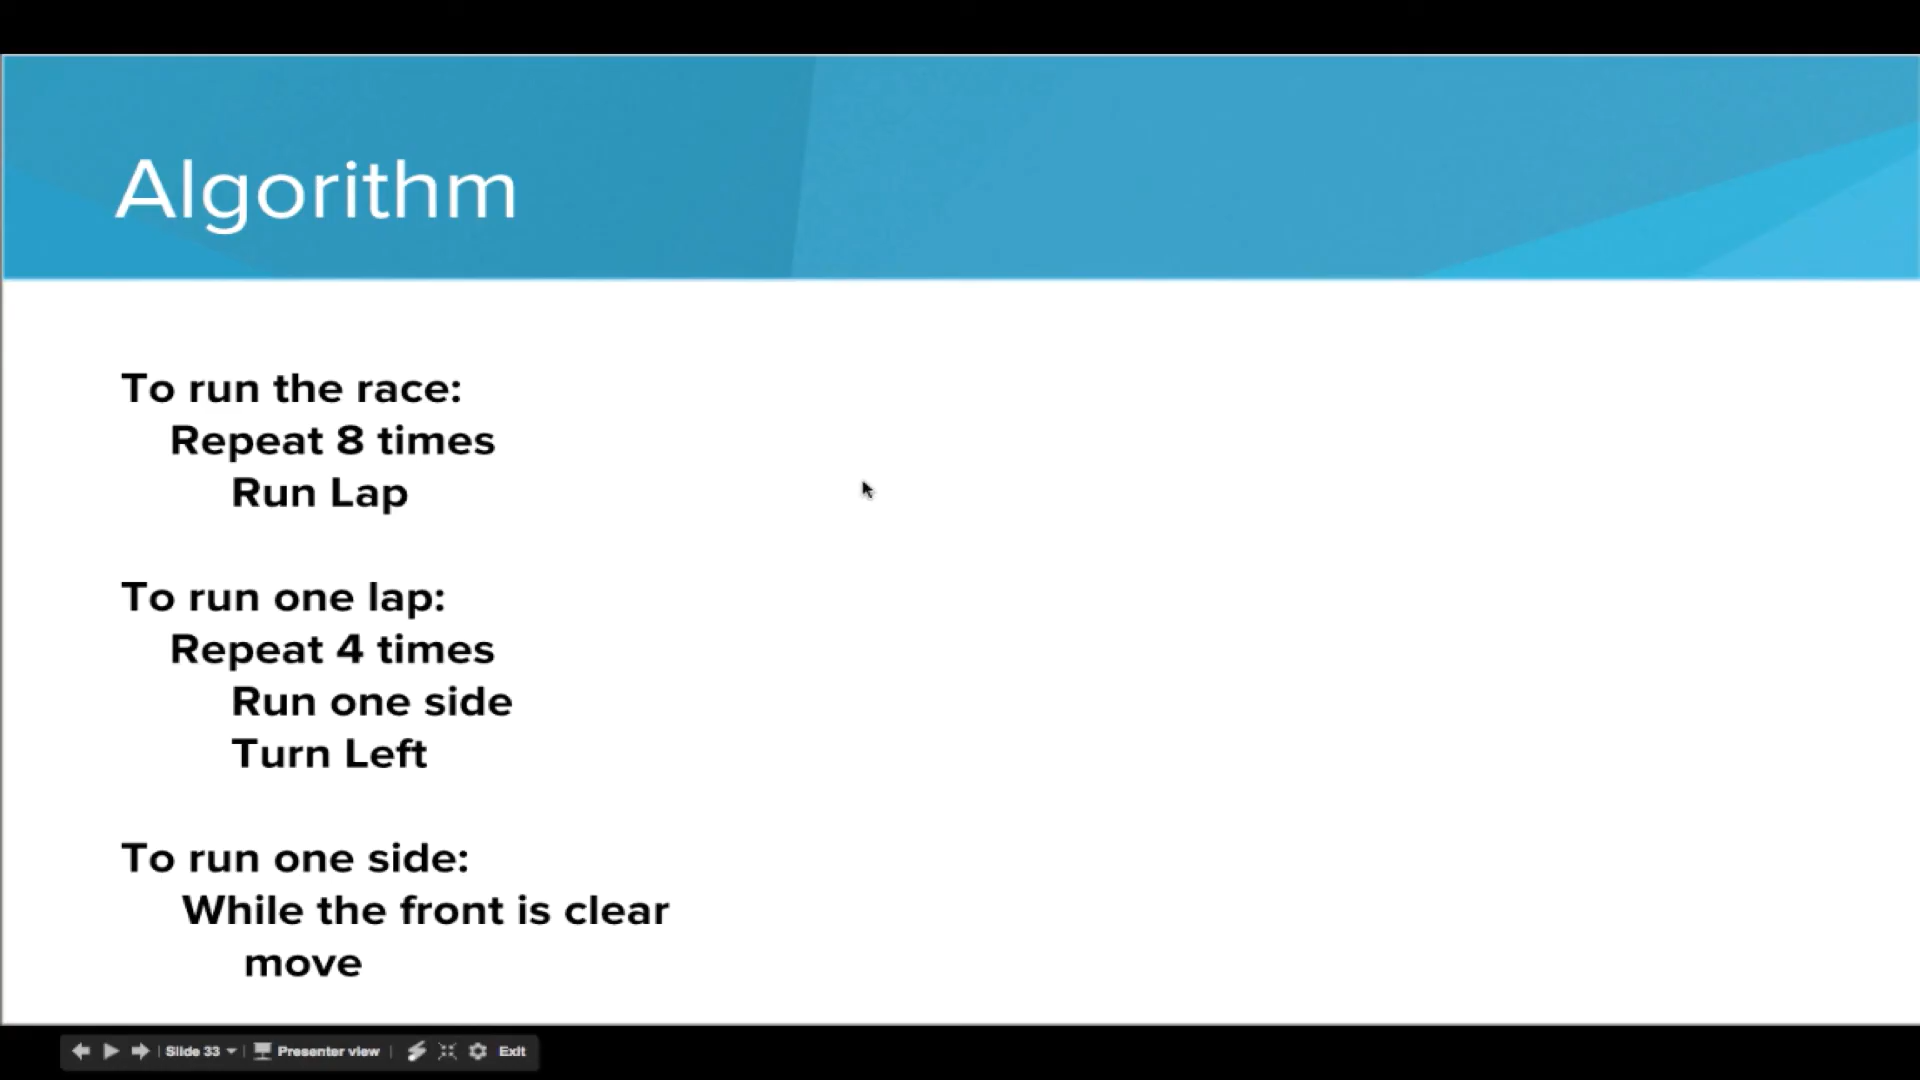 Algorithm
To run the race:
Repeat 8 times
Run Lap
To run one lap:
Repeat 4 times
Run one side
Turn Left
To run one side:
While the front is clear
move
Slide 33
Presenter view
Exit